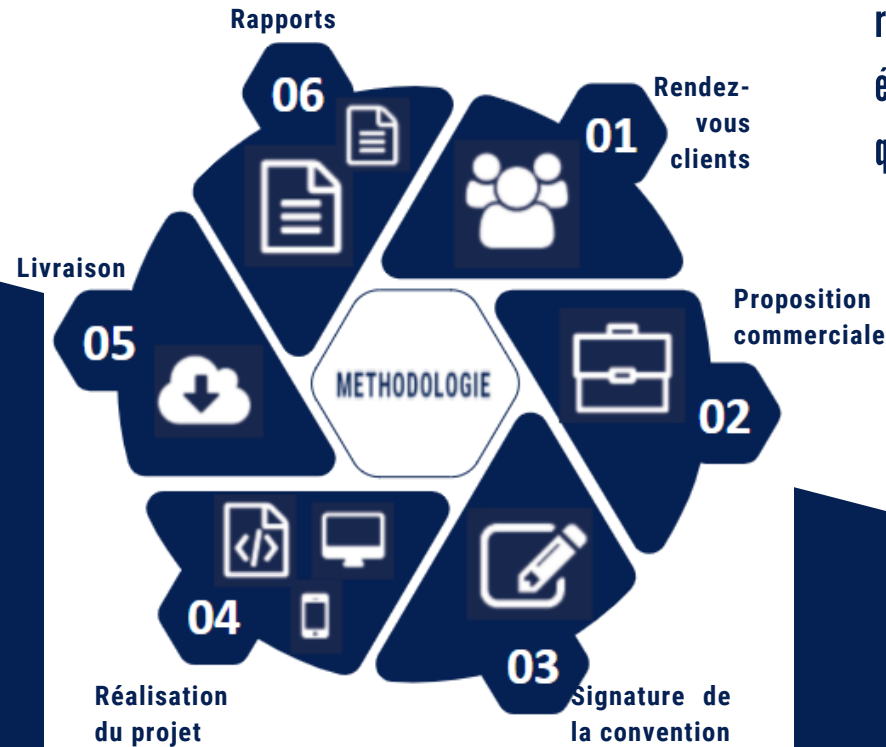 Rapports
06
01
Rendez-
vous
clients
Proposition
commerciale
02
METHODOLOGIE
03
Signature de
la convention
04
Réalisation
du projet
Livraison
05